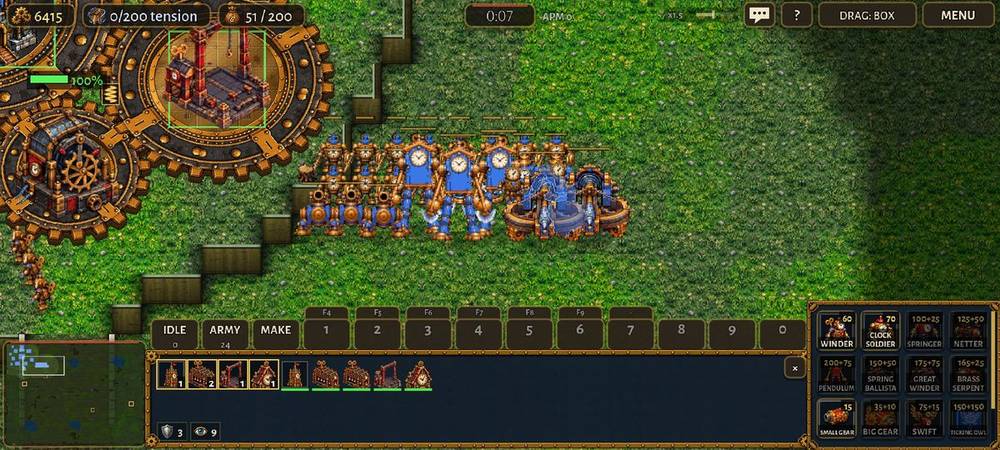 6415
0/200 tension
51 / 200
0:07
APM 0
X1.5
?
DRAG: BOX
MENU
100%
IDLE
0
ARMY
24
MAKE
F4
1
F5
2
F6
3
F7
4
F8
5
F9
6
7
8
9
0
1
2
1
1
×
3
9
60
WINDER
70
CLOCK SOLDIER
100+25
SPRINGER
125+50
NETTER
200+75
PENDULUM
150+50
SPRING BALLISTA
175+75
GREAT WINDER
165+25
BRASS SERPENT
15
SMALL GEAR
35+10
BIG GEAR
75+15
SWIFT
150+150
TICKING OWL